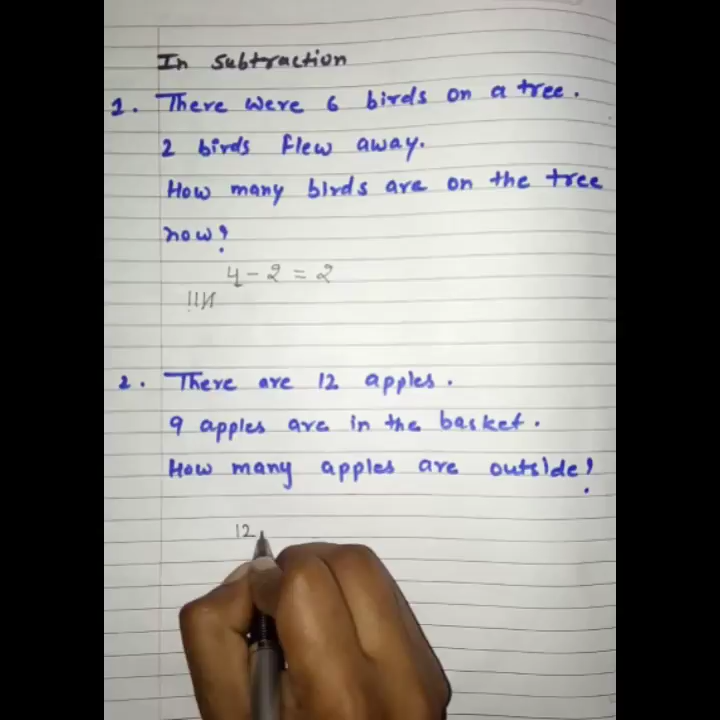 In subtraction
1. There were 6 birds on a tree.
2 birds flew away.
How many birds are on the tree
now?
4 - 2 = 2
2. There are 12 apples.
9 apples are in the basket.
How many apples are outside?
12